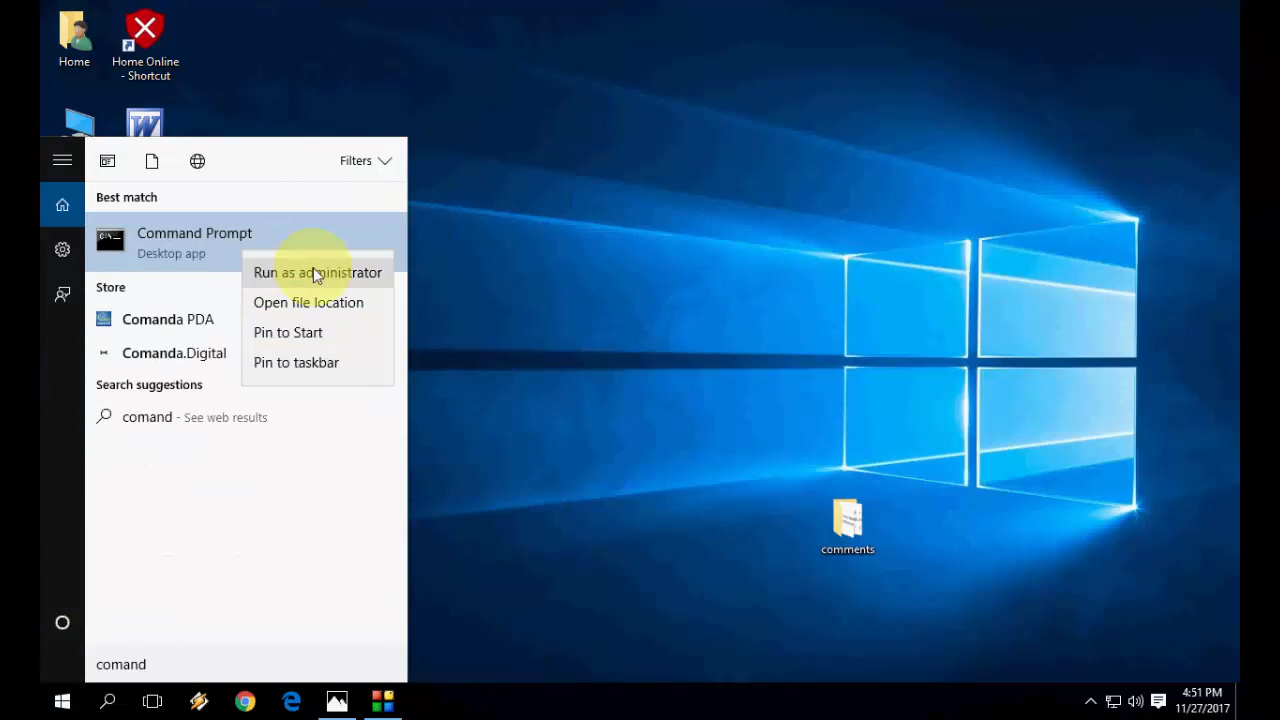 Home
Home Online
- Shortcut
Filters
Best match
Command Prompt
Desktop app
Run as administrator
Open file location
Pin to Start
Pin to taskbar
Store
Comanda PDA
Comanda.Digital
Search suggestions
comand - See web results
comments
comand
4:51 PM
11/27/2017